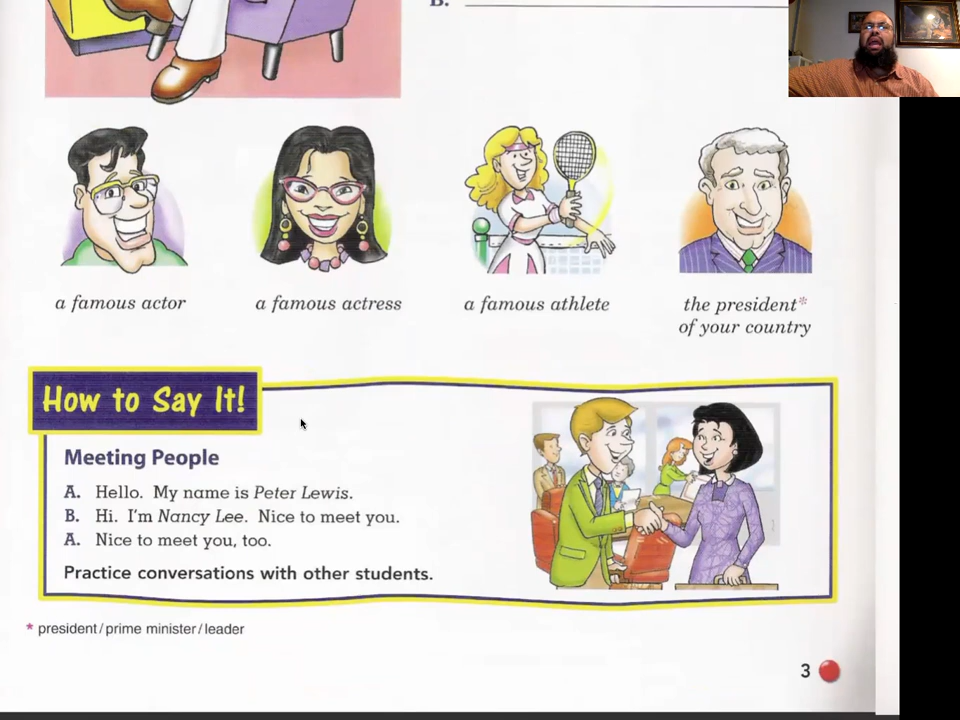 B.
a famous actor
a famous actress
a famous athlete
the president*
of your country
How to Say It!
Meeting People
A. Hello. My name is Peter Lewis.
B. Hi. I'm Nancy Lee. Nice to meet you.
A. Nice to meet you, too.
Practice conversations with other students.
* president/prime minister/leader
3